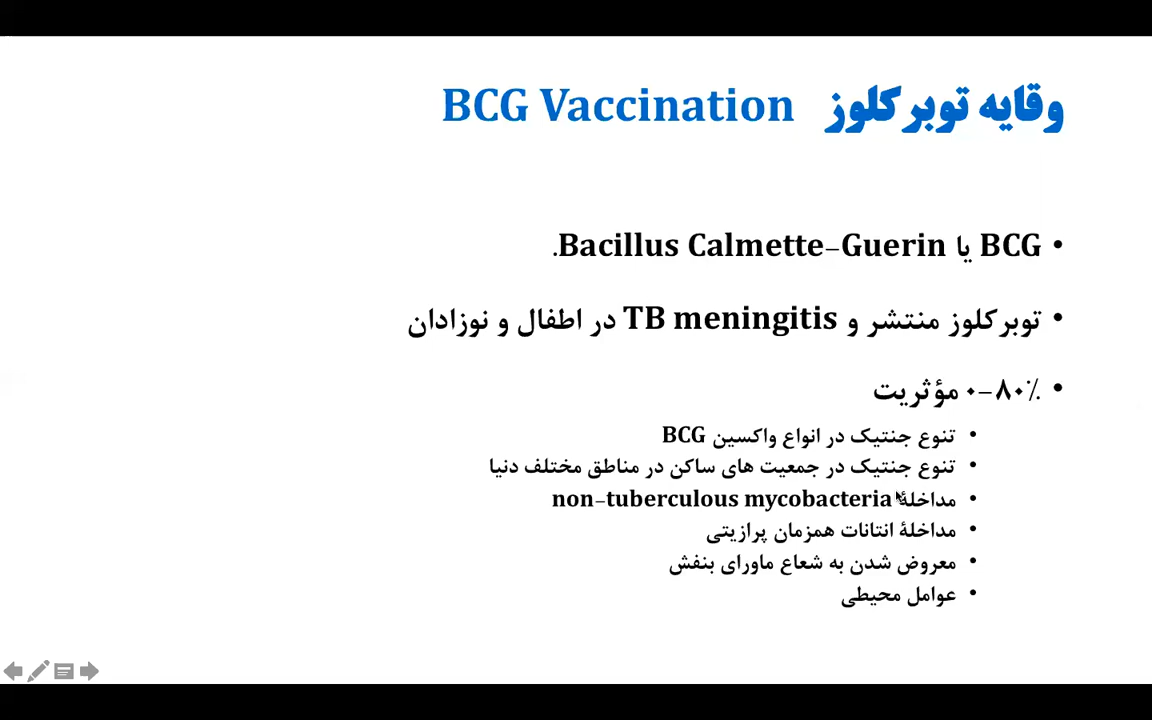 وقایه توبرکلوز BCG Vaccination
• BCG یا Bacillus Calmette–Guerin.
• توبرکلوز منتشر و TB meningitis در اطفال و نوزادان
• ۰–۸۰٪ مؤثریت
• تنوع جنتیک در انواع واکسین BCG
• تنوع جنتیک در جمعیت های ساکن در مناطق مختلف دنیا
• مداخلهٔ non–tuberculous mycobacteria
• مداخلهٔ انتانات همزمان پرازیتی
• معروض شدن به شعاع ماورای بنفش
• عوامل محیطی